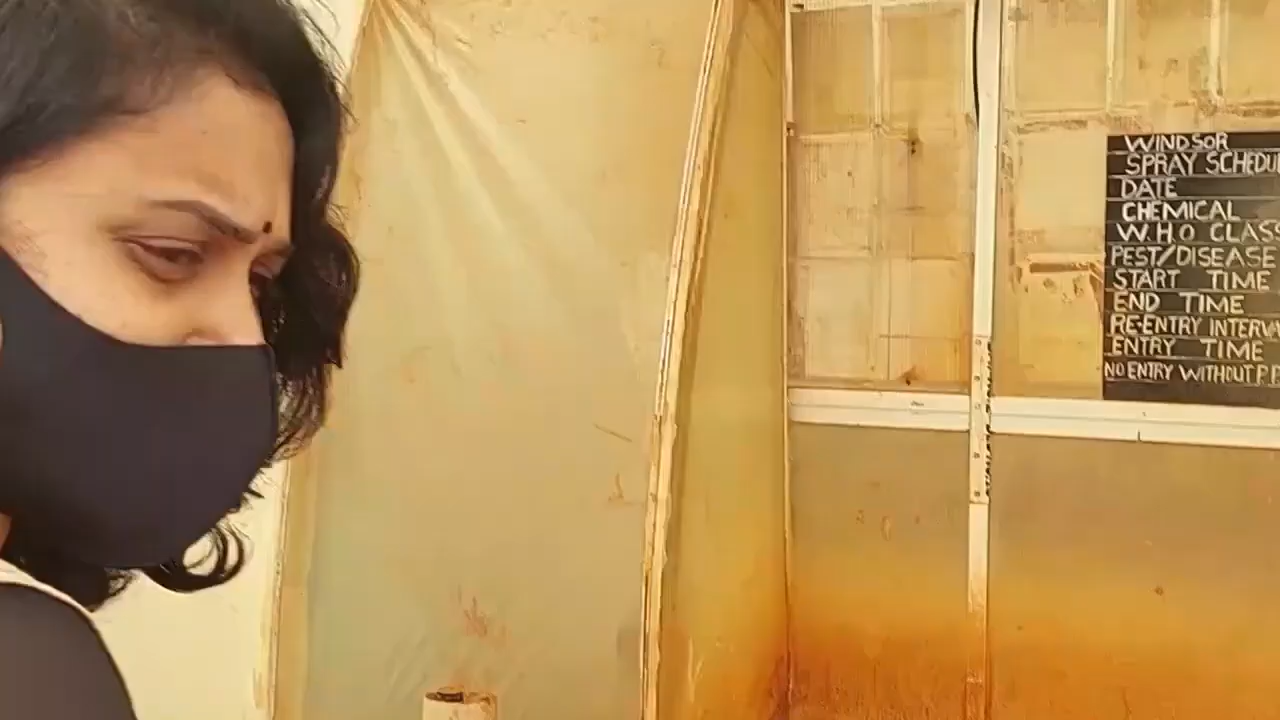 WINDSOR
SPRAY SCHEDU
DATE
CHEMICAL
W.H.O CLASS
PEST/DISEASE
START TIME
END TIME
RE-ENTRY INTERVA
ENTRY TIME
NO ENTRY WITHOUT P.P.